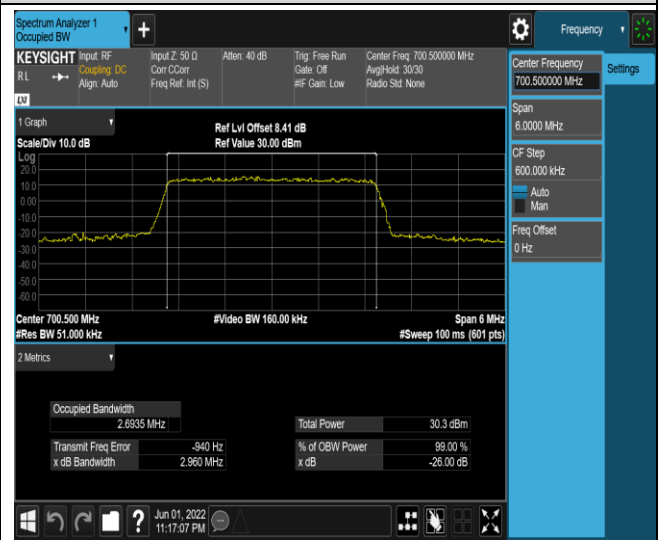 Spectrum Analyzer 1
Occupied BW
+
Frequency
KEYSIGHT
Input: RF
Coupling: DC
Align: Auto
Input Z: 50 Ω
Corr CCorr
Freq Ref: Int (S)
Atten: 40 dB
Trig: Free Run
Gate: Off
#IF Gain: Low
Center Freq: 700.500000 MHz
Avg|Hold: 30/30
Radio Std: None
R L
LXI
Center Frequency
700.500000 MHz
Settings
Span
6.0000 MHz
CF Step
600.000 kHz
Auto
Man
Freq Offset
0 Hz
1 Graph
Scale/Div 10.0 dB
Ref Lvl Offset 8.41 dB
Ref Value 30.00 dBm
Log
20.0
10.0
0.00
-10.0
-20.0
-30.0
-40.0
-50.0
-60.0
Center 700.500 MHz
#Video BW 160.00 kHz
Span 6 MHz
#Res BW 51.000 kHz
#Sweep 100 ms (601 pts)
2 Metrics
Occupied Bandwidth
2.6935 MHz
Total Power 30.3 dBm
Transmit Freq Error -940 Hz
% of OBW Power 99.00 %
x dB Bandwidth 2.960 MHz
x dB -26.00 dB
?
Jun 01, 2022
11:17:07 PM